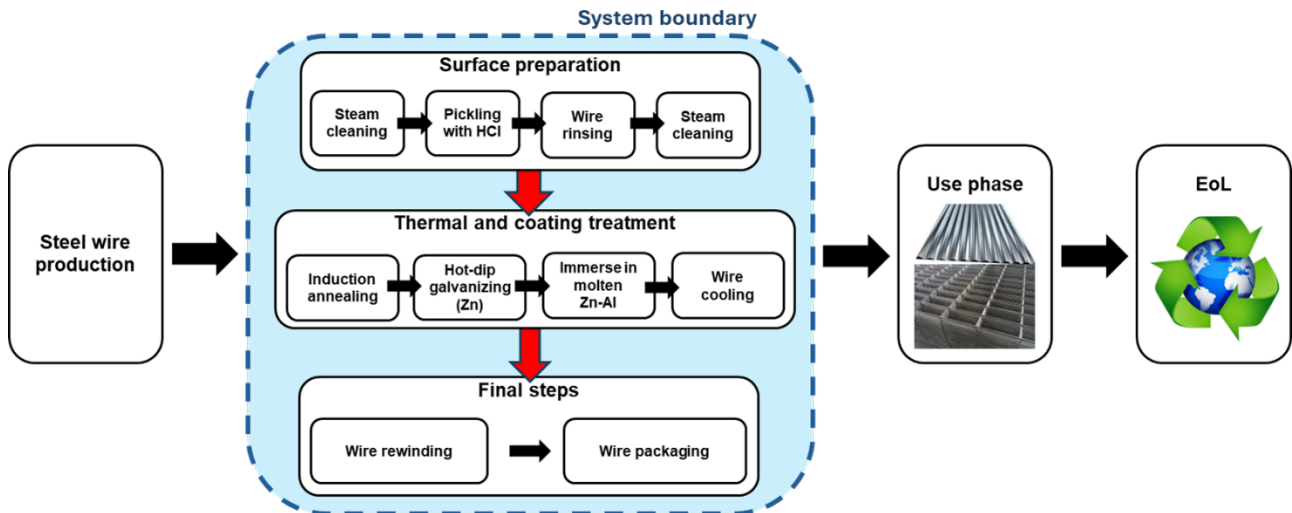 System boundary
Surface preparation
Steam
cleaning
Pickling
with HCl
Wire
rinsing
Steam
cleaning
Steel wire
production
Thermal and coating treatment
Induction
annealing
Hot-dip
galvanizing
(Zn)
Immerse in
molten
Zn-Al
Wire
cooling
Final steps
Wire rewinding
Wire packaging
Use phase
EoL